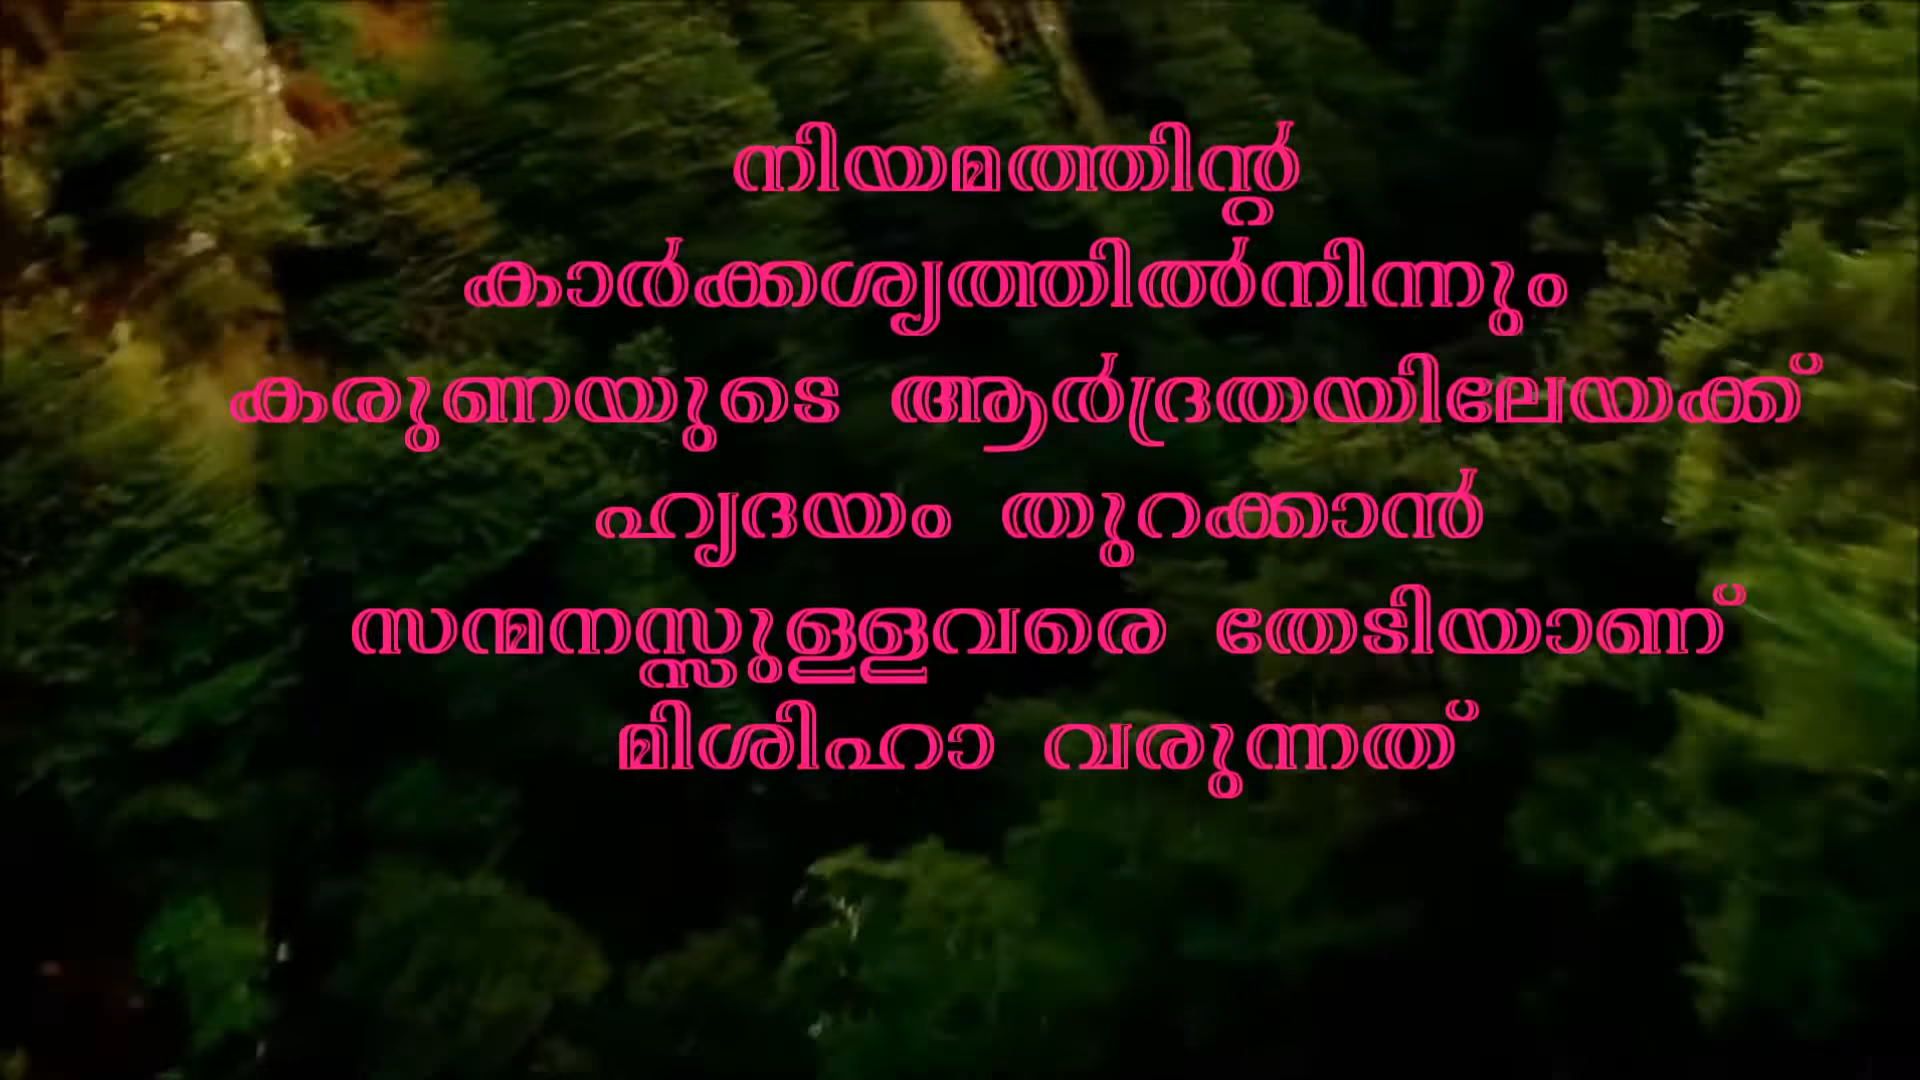 നിയമത്തിന്റ
കാർക്കശ്യത്തിൽനിന്നും
കരുണയുടെ ആർദ്രതയിലേയക്ക്
ഹൃദയം തുറക്കാൻ
സന്മനസ്സുള്ളവരെ തേടിയാണ്
മിശിഹാ വരുന്നത്